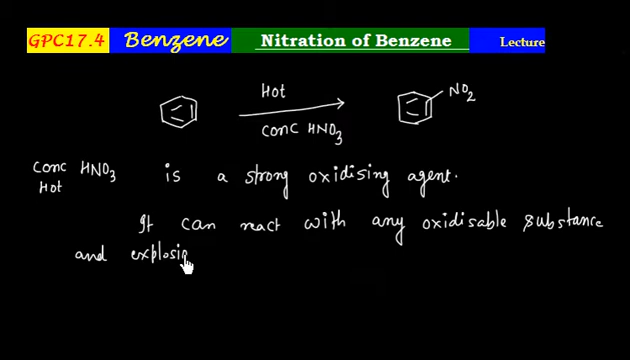 GPC17.4 Benzene Nitration of Benzene Lecture
Hot
NO2
Conc HNO3
Conc HNO3 is a strong oxidising agent.
Hot
It can react with any oxidisable substance
and explosio